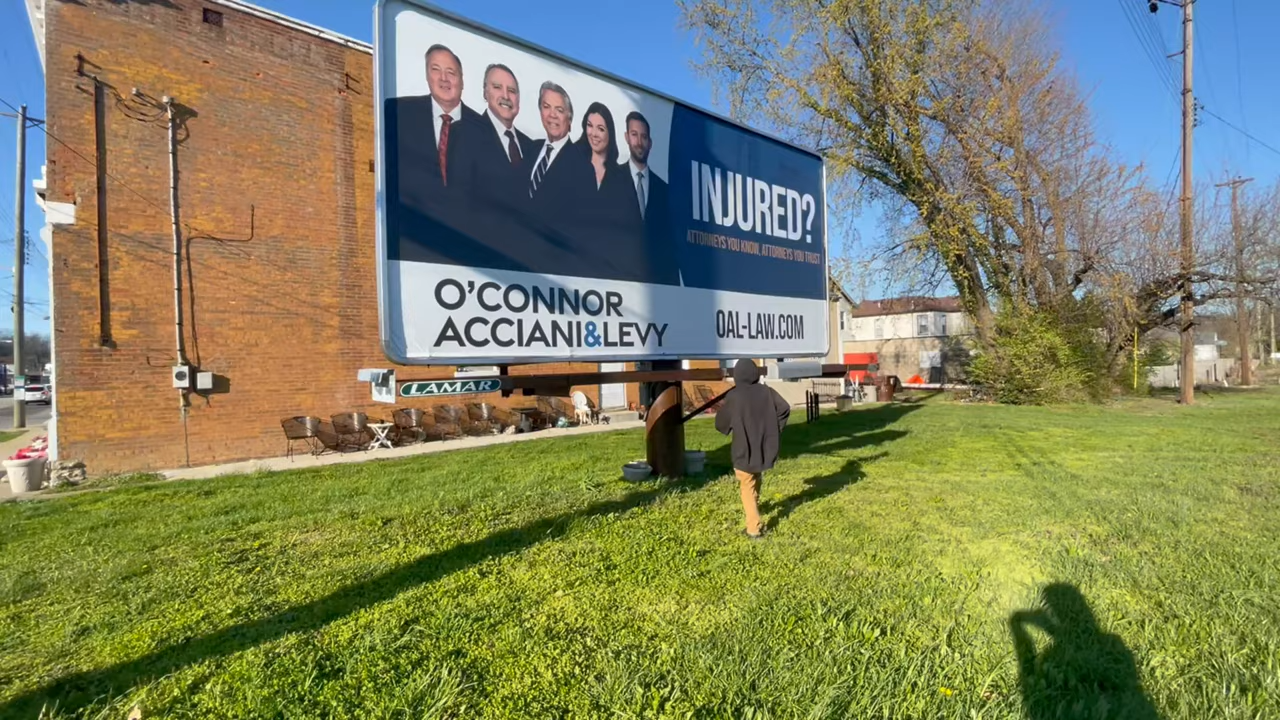 INJURED?
ATTORNEYS YOU KNOW, ATTORNEYS YOU TRUST
O'CONNOR
ACCIANI&LEVY
OAL-LAW.COM
LAMAR